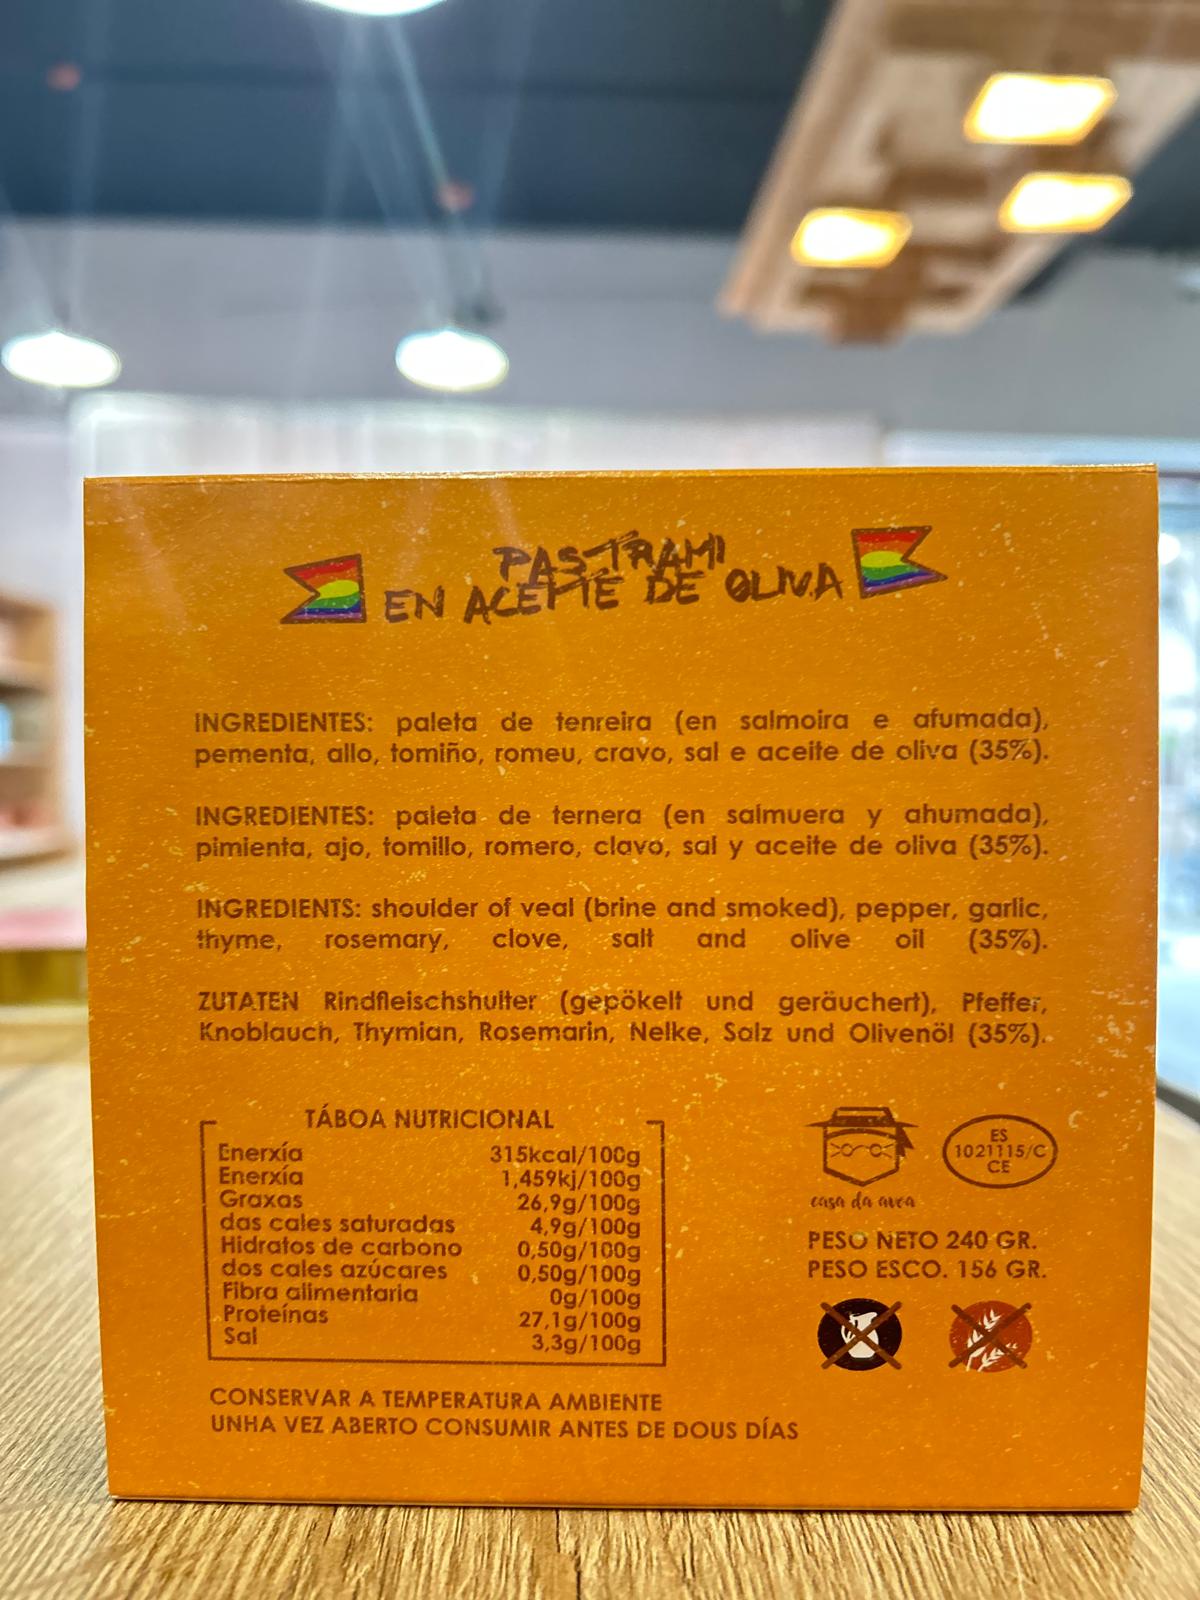 PASTRAMI
EN ACEITE DE OLIVA
INGREDIENTES: paleta de tenreira (en salmoira e afumada),
pementa, allo, tomiño, romeu, cravo, sal e aceite de oliva (35%).
INGREDIENTES: paleta de ternera (en salmuera y ahumada),
pimienta, ajo, tomillo, romero, clavo, sal y aceite de oliva (35%).
INGREDIENTS: shoulder of veal (brine and smoked), pepper, garlic,
thyme, rosemary, clove, salt and olive oil (35%).
ZUTATEN Rindfleischshulter (gepökelt und geräuchert), Pfeffer,
Knoblauch, Thymian, Rosemarin, Nelke, Salz und Olivenöl (35%).
TÁBOA NUTRICIONAL
Enerxía 315kcal/100g
Enerxía 1,459kj/100g
Graxas 26,9g/100g
das cales saturadas 4,9g/100g
Hidratos de carbono 0,50g/100g
dos cales azúcares 0,50g/100g
Fibra alimentaria 0g/100g
Proteínas 27,1g/100g
Sal 3,3g/100g
casa da avoa
ES
1021115/C
CE
PESO NETO 240 GR.
PESO ESCO. 156 GR.
CONSERVAR A TEMPERATURA AMBIENTE
UNHA VEZ ABERTO CONSUMIR ANTES DE DOUS DÍAS